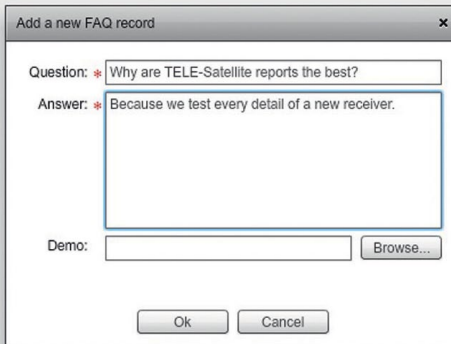 Add a new FAQ record ×
Question: * Why are TELE-Satellite reports the best?
Answer: * Because we test every detail of a new receiver.
Demo: Browse...
Ok Cancel